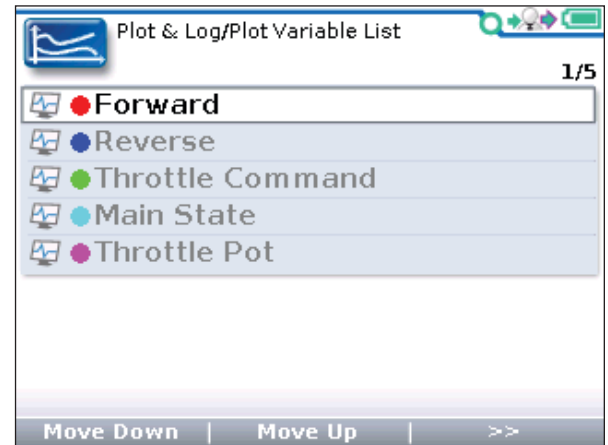 Plot & Log/Plot Variable List
1/5
Forward
Reverse
Throttle Command
Main State
Throttle Pot
Move Down | Move Up | >>